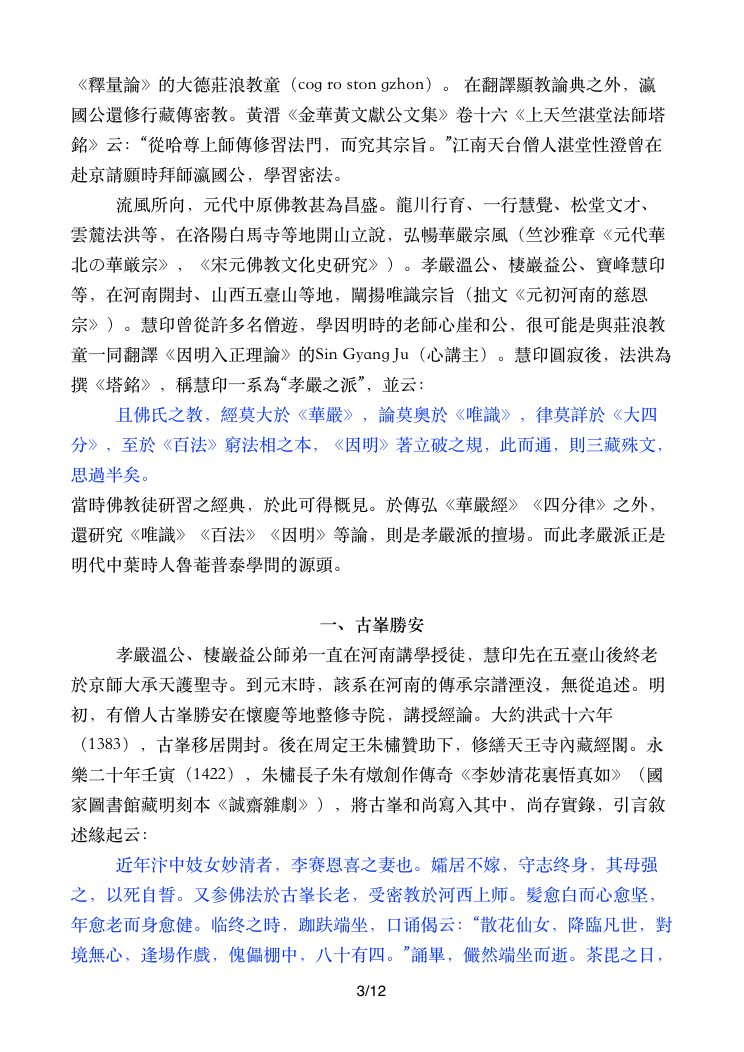 《釋量論》的大德莊浪教童（cog ro ston gzhon）。 在翻譯顯教論典之外，瀛
國公還修行藏傳密教。黃溍《金華黃文獻公文集》卷十六《上天竺湛堂法師塔
銘》云：“從哈尊上師傳修習法門，而究其宗旨。”江南天台僧人湛堂性澄曾在
赴京請願時拜師瀛國公，學習密法。
流風所向，元代中原佛教甚為昌盛。龍川行育、一行慧覺、松堂文才、
雲麓法洪等，在洛陽白馬寺等地開山立說，弘暢華嚴宗風（竺沙雅章《元代華
北の華厳宗》，《宋元佛教文化史研究》）。孝嚴溫公、棲巖益公、寶峰慧印
等，在河南開封、山西五臺山等地，闡揚唯識宗旨（拙文《元初河南的慈恩
宗》）。慧印曾從許多名僧遊，學因明時的老師心崖和公，很可能是與莊浪教
童一同翻譯《因明入正理論》的Sin Gyang Ju（心講主）。慧印圓寂後，法洪為
撰《塔銘》，稱慧印一系為“孝嚴之派”，並云：
且佛氏之教，經莫大於《華嚴》，論莫奧於《唯識》，律莫詳於《大四
分》，至於《百法》窮法相之本，《因明》著立破之規，此而通，則三藏殊文，
思過半矣。
當時佛教徒研習之經典，於此可得概見。於傳弘《華嚴經》《四分律》之外，
還研究《唯識》《百法》《因明》等論，則是孝嚴派的擅場。而此孝嚴派正是
明代中葉時人魯菴普泰學問的源頭。
一、古峯勝安
孝嚴溫公、棲巖益公師弟一直在河南講學授徒，慧印先在五臺山後終老
於京師大承天護聖寺。到元末時，該系在河南的傳承宗譜湮沒，無從追述。明
初，有僧人古峯勝安在懷慶等地整修寺院，講授經論。大約洪武十六年
（1383），古峯移居開封。後在周定王朱橚贊助下，修繕天王寺內藏經閣。永
樂二十年壬寅（1422），朱橚長子朱有燉創作傳奇《李妙清花裏悟真如》（國
家圖書館藏明刻本《誠齋雜劇》），將古峯和尚寫入其中，尚存實錄，引言敘
述緣起云：
近年汴中妓女妙清者，李赛恩喜之妻也。孀居不嫁，守志终身，其母强
之，以死自誓。又参佛法於古峯长老，受密教於河西上师。髮愈白而心愈坚，
年愈老而身愈健。临终之時，跏趺端坐，口诵偈云：“散花仙女，降臨凡世，對
境無心，逢場作戲，傀儡棚中，八十有四。”誦畢，儼然端坐而逝。茶毘之日，
3/12